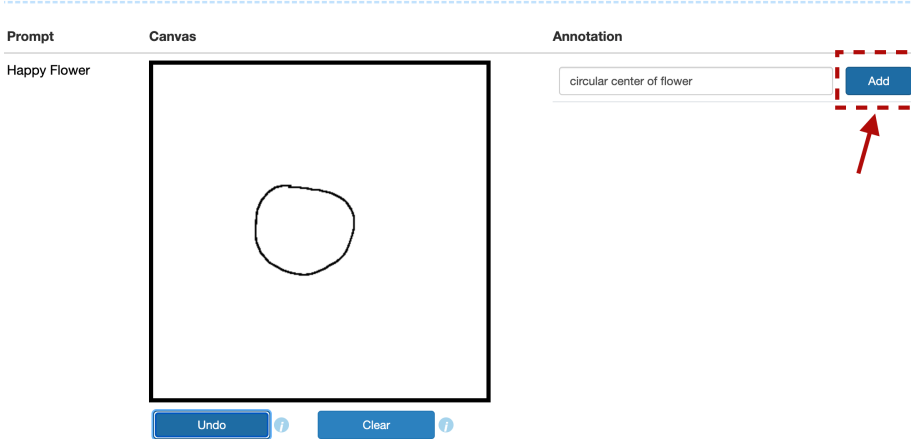 Prompt Canvas Annotation
Happy Flower
circular center of flower Add
Undo i Clear i